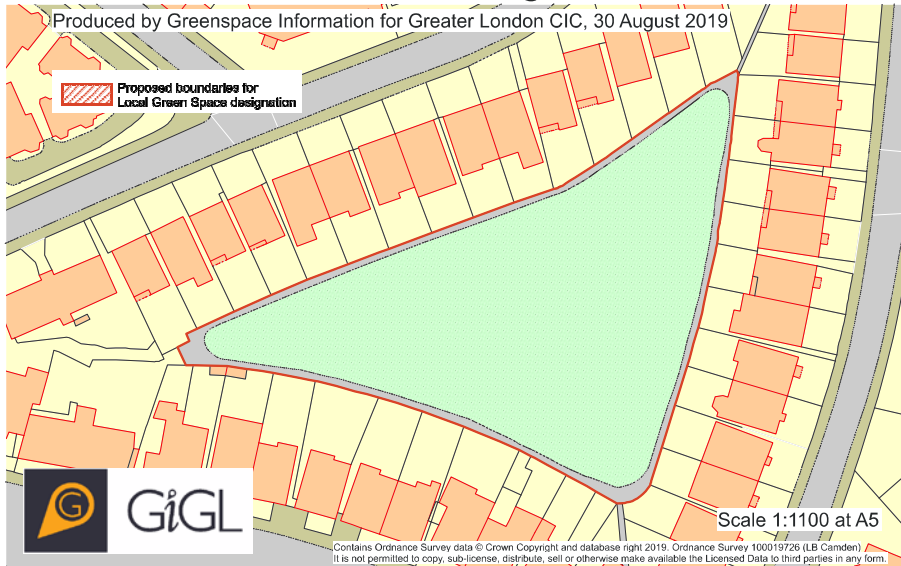 Produced by Greenspace Information for Greater London CIC, 30 August 2019
Proposed boundaries for
Local Green Space designation
G
GiGL
Scale 1:1100 at A5
Contains Ordnance Survey data © Crown Copyright and database right 2019. Ordnance Survey 100019726 (LB Camden)
It is not permitted to copy, sub-license, distribute, sell or otherwise make available the Licensed Data to third parties in any form.